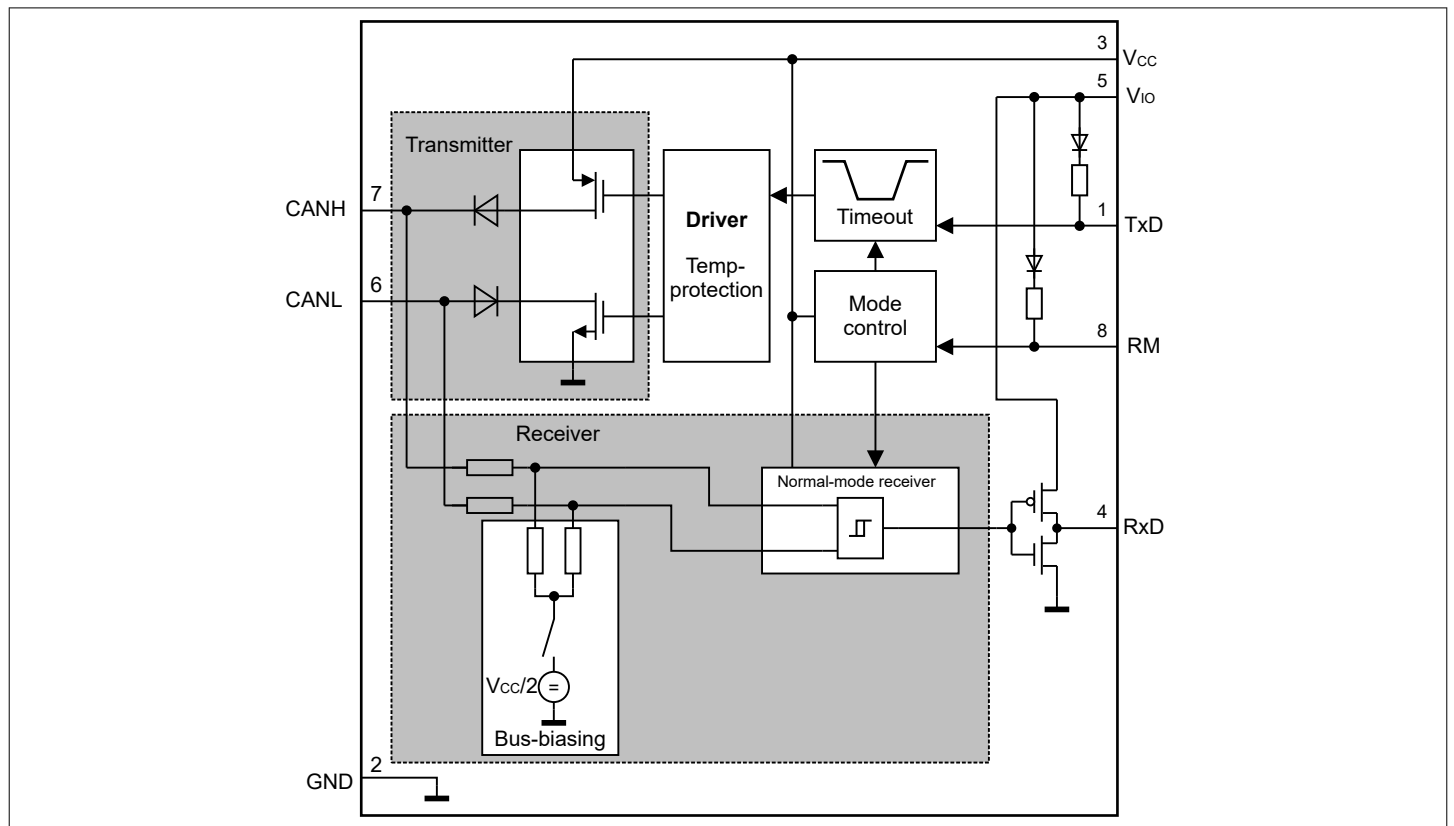 3
VCC
5
VIO
Transmitter
7
CANH
Driver
Temp-
protection
Timeout
1
TxD
6
CANL
Mode
control
8
RM
Receiver
Normal-mode receiver
4
RxD
VCC/2
=
Bus-biasing
2
GND